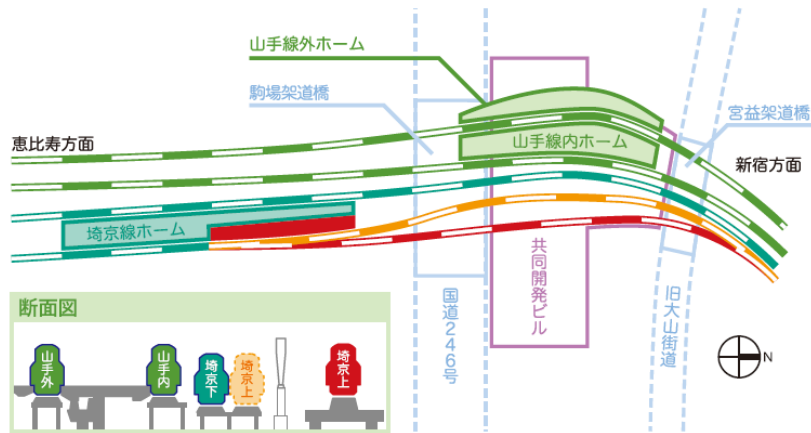 山手線外ホーム
駒場架道橋
宮益架道橋
恵比寿方面
山手線内ホーム
新宿方面
埼京線ホーム
共同開発ビル
国道246号
旧大山街道
N
断面図
山手外
山手内
埼京下
埼京上
埼京上